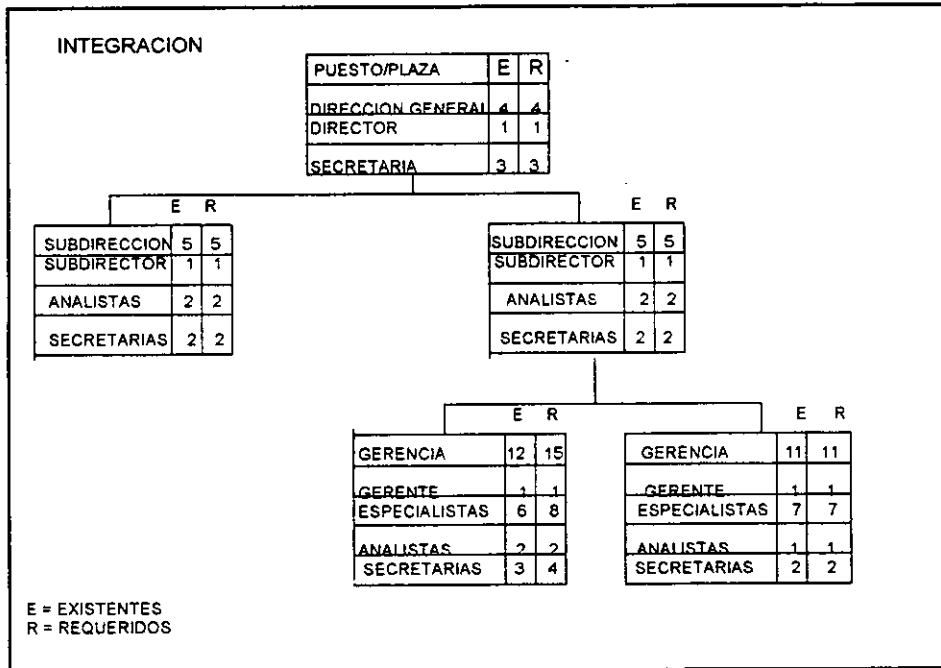 INTEGRACION
PUESTO/PLAZA E R
DIRECCION GENERAL 4 4
DIRECTOR 1 1
SECRETARIA 3 3
E R
SUBDIRECCION 5 5
SUBDIRECTOR 1 1
ANALISTAS 2 2
SECRETARIAS 2 2
E R
SUBDIRECCION 5 5
SUBDIRECTOR 1 1
ANALISTAS 2 2
SECRETARIAS 2 2
E R
GERENCIA 12 15
GERENTE 1 1
ESPECIALISTAS 6 8
ANALISTAS 2 2
SECRETARIAS 3 4
E R
GERENCIA 11 11
GERENTE 1 1
ESPECIALISTAS 7 7
ANALISTAS 1 1
SECRETARIAS 2 2
E = EXISTENTES
R = REQUERIDOS